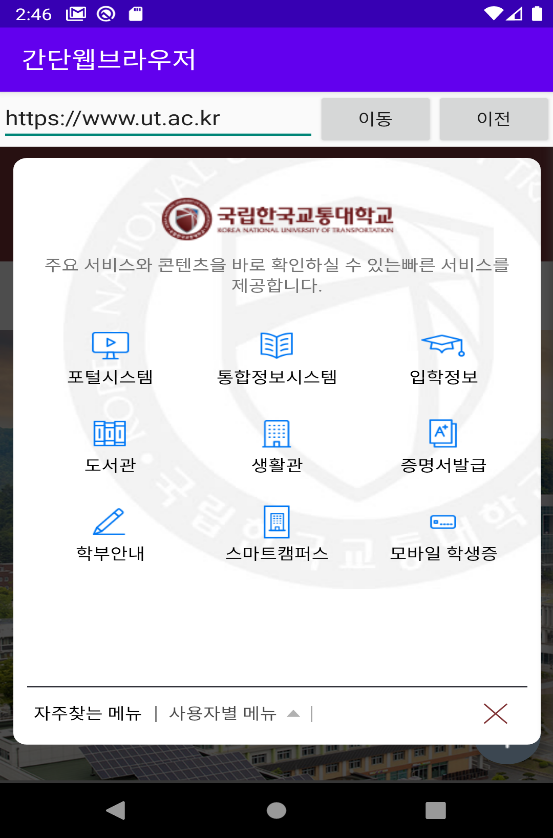 2:46
간단웹브라우저
https://www.ut.ac.kr 이동 이전
국립한국교통대학교
KOREA NATIONAL UNIVERSITY OF TRANSPORTATION
주요 서비스와 콘텐츠을 바로 확인하실 수 있는빠른 서비스를
제공합니다.
포털시스템 통합정보시스템 입학정보
도서관 생활관 증명서발급
학부안내 스마트캠퍼스 모바일 학생증
자주찾는 메뉴 | 사용자별 메뉴 |